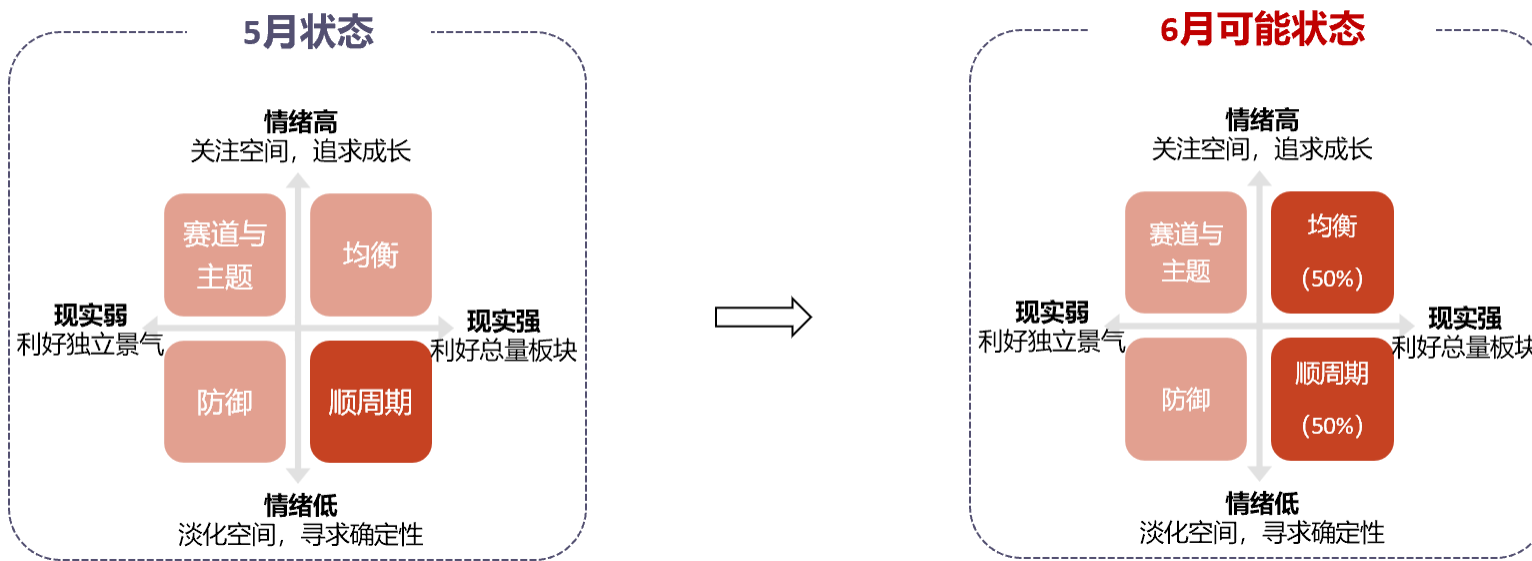 5月状态
情绪高
关注空间，追求成长
赛道与
主题
均衡
现实弱
利好独立景气
现实强
利好总量板块
防御
顺周期
情绪低
淡化空间，寻求确定性
6月可能状态
情绪高
关注空间，追求成长
赛道与
主题
均衡
（50%）
现实弱
利好独立景气
现实强
利好总量板块
防御
顺周期
（50%）
情绪低
淡化空间，寻求确定性